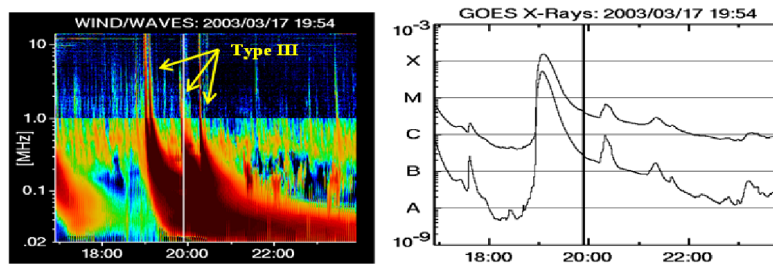 WIND/WAVES: 2003/03/17 19:54
10
1.0
[MHz]
0.1
.02
18:00 20:00 22:00
Type III
GOES X-Rays: 2003/03/17 19:54
10-3
X
M
C
B
A
10-9
18:00 20:00 22:00